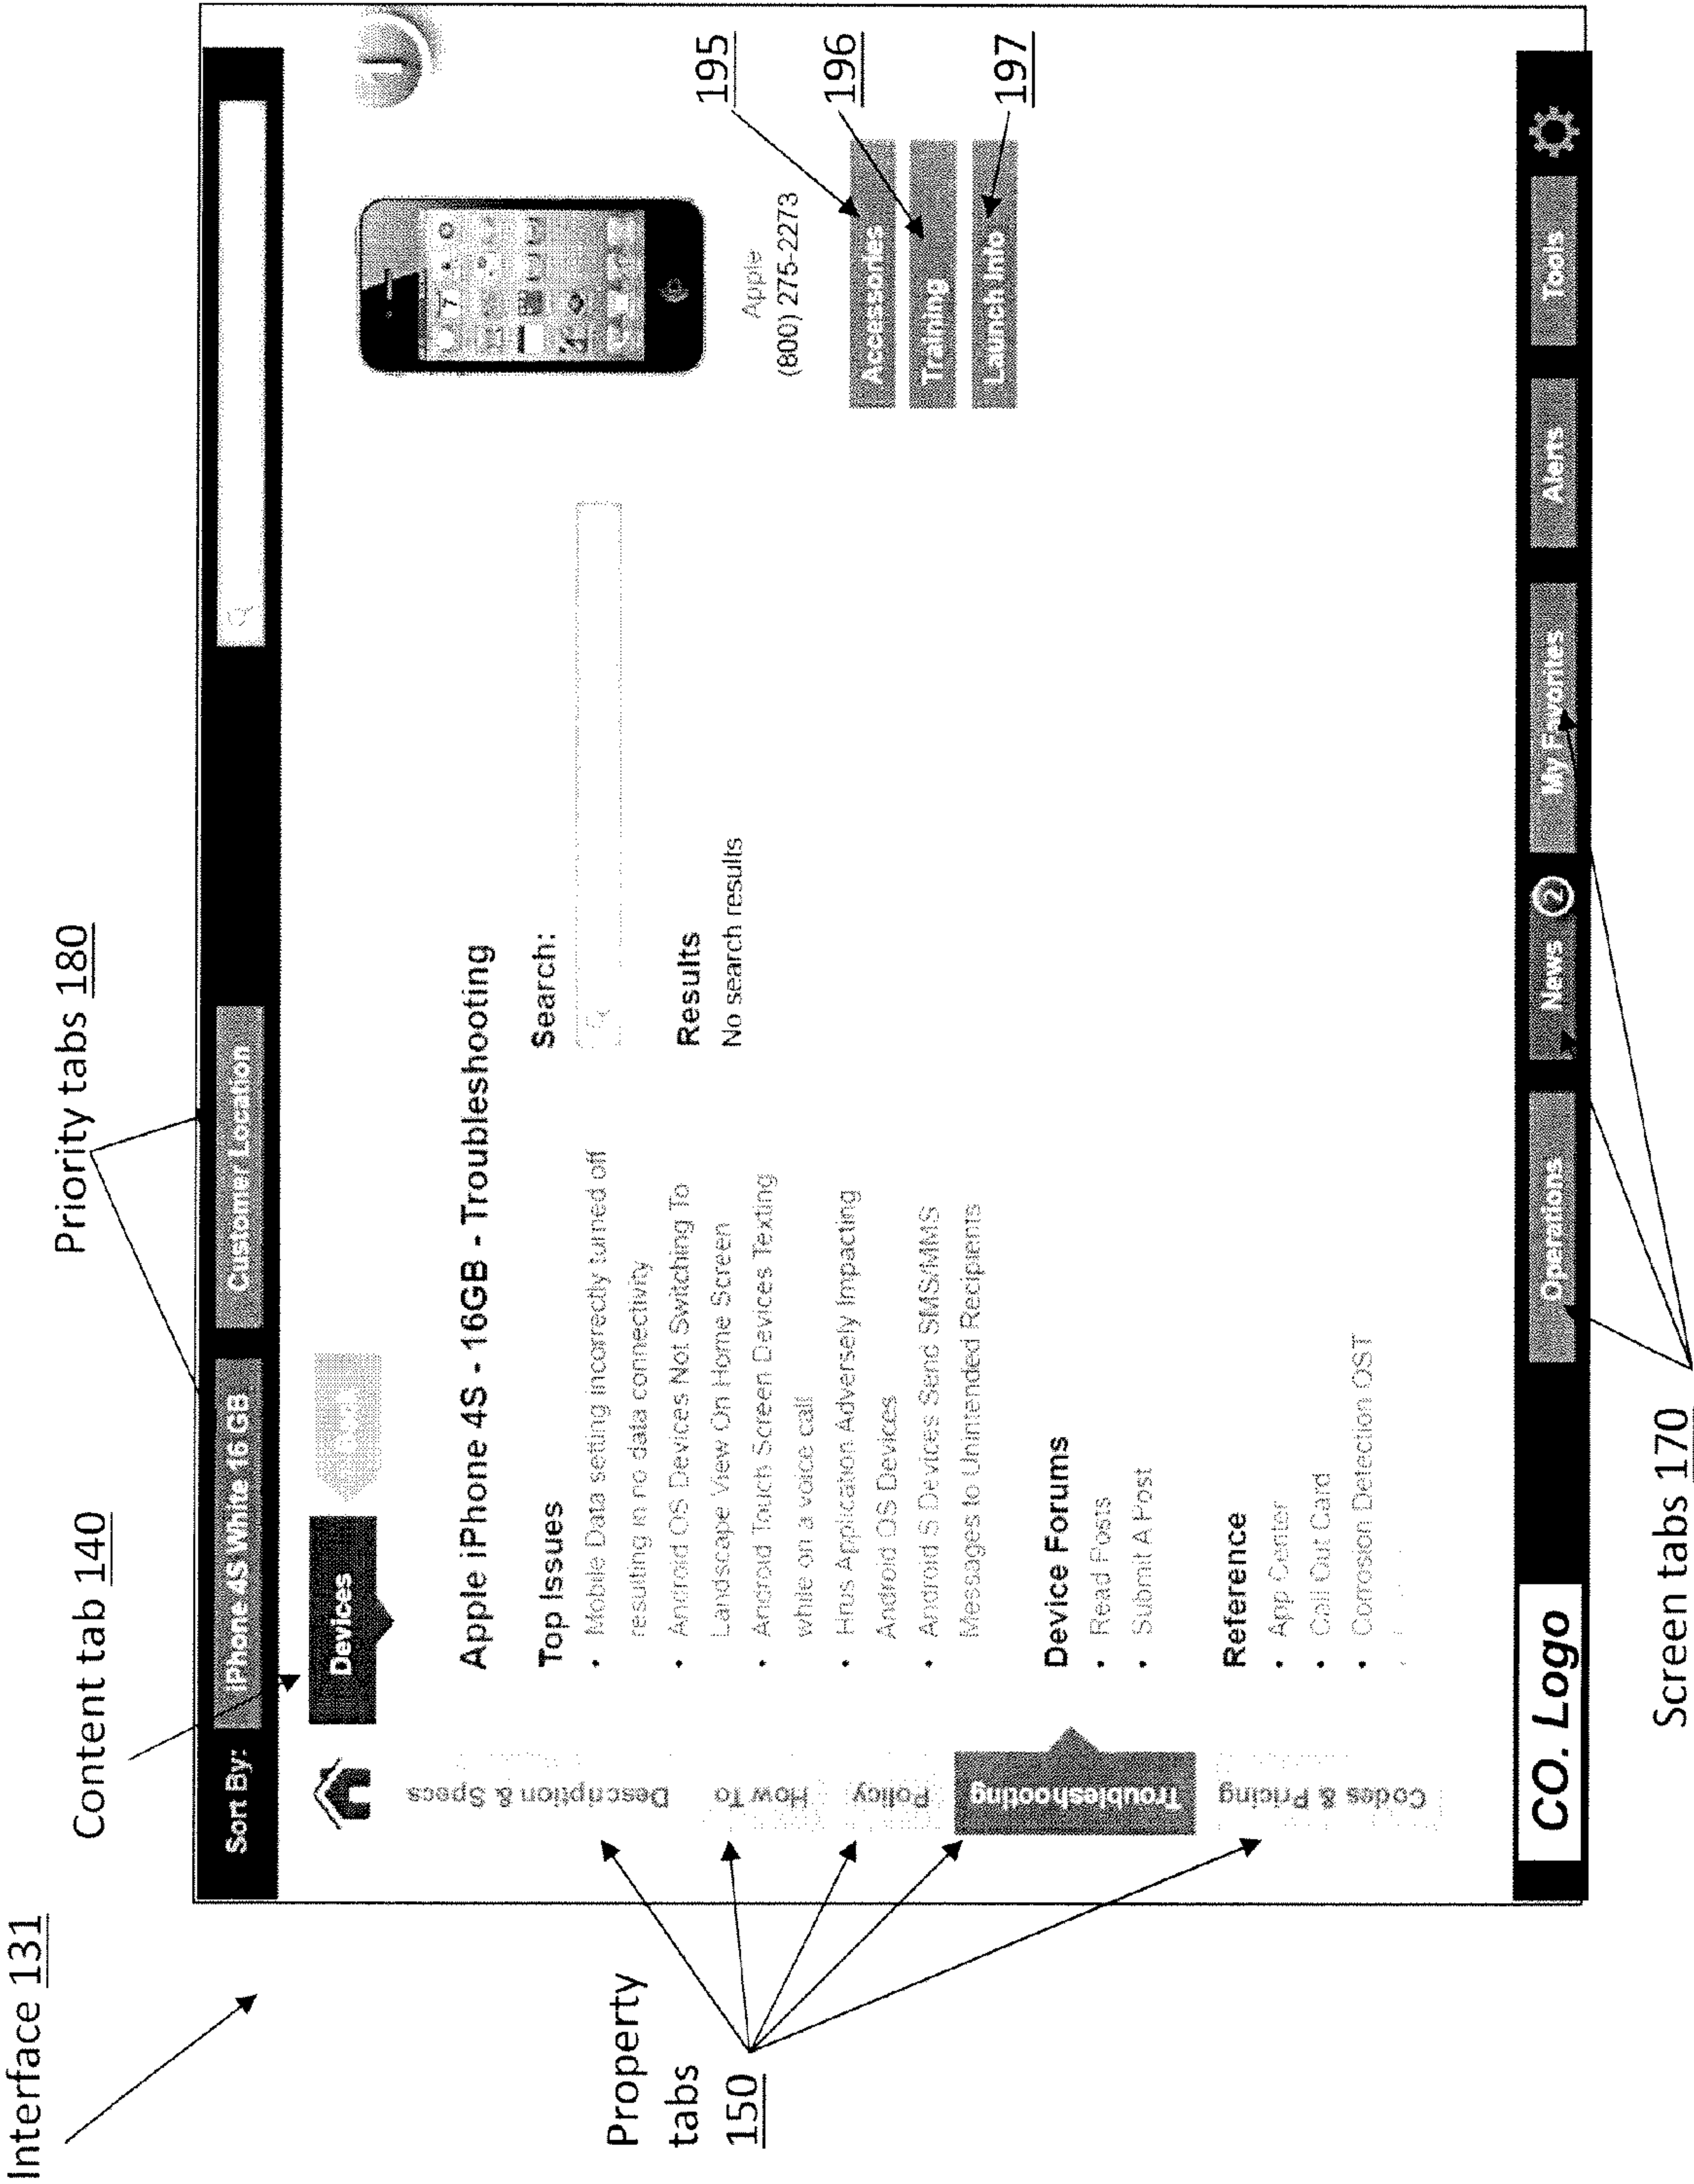 Interface 131
Content tab 140
Priority tabs 180
Sort By:
iPhone 4S White 16 GB
Customer Location
Devices
Property
tabs
150
Description & Specs
How To
Policy
Troubleshooting
Codes & Pricing
Apple iPhone 4S - 16GB - Troubleshooting
Top Issues
• Mobile Data setting incorrectly turned off
resulting in no data connectivity
• Android OS Devices Not Switching To
Landscape View On Home Screen
• Android Touch Screen Devices Texting
while on a voice call
• Application Adversely Impacting
Android OS Devices
• Android S Devices Send SMS/MMS
Messages to Unintended Recipients
Device Forums
• Read Posts
• Submit A Post
Reference
• App Center
• Call Out Card
• Corrosion Detection OST
Search:
Results
No search results
Apple
(800) 275-2273
Accessories
Training
Launch Info
195
196
197
CO. Logo
Operations
News 2
My Favorites
Alerts
Tools
Screen tabs 170